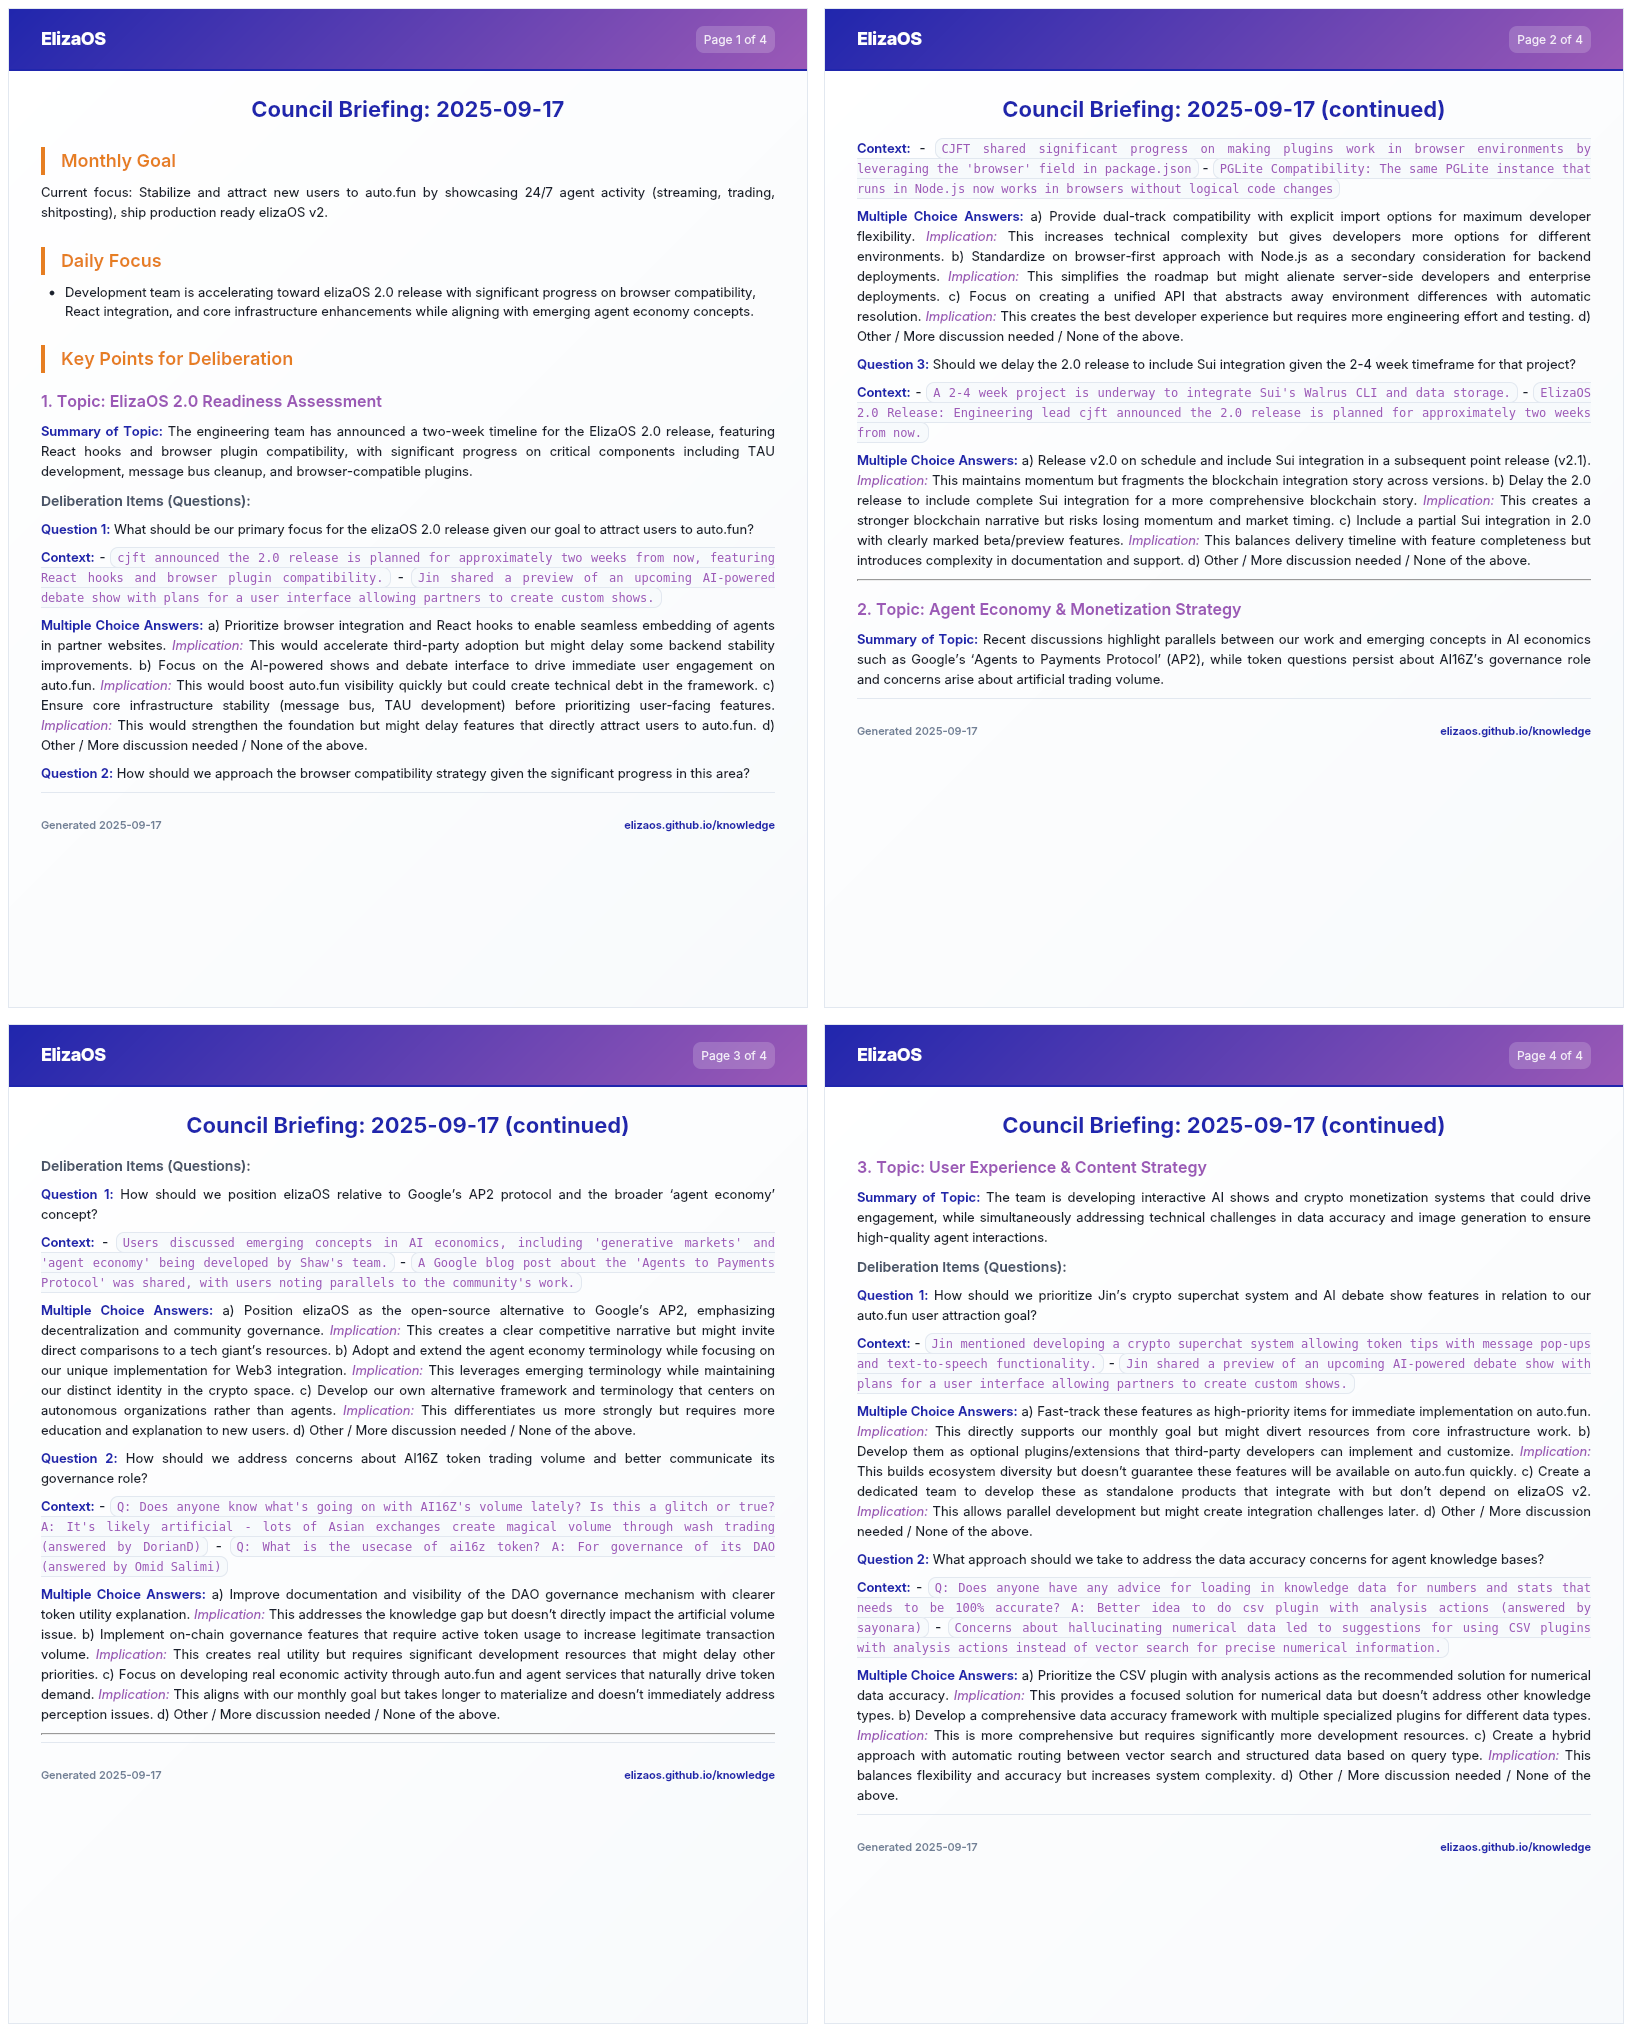 ElizaOS
Page 1 of 4
Council Briefing: 2025-09-17
Monthly Goal
Current focus: Stabilize and attract new users to auto.fun by showcasing 24/7 agent activity (streaming, trading,
shitposting), ship production ready elizaOS v2.
Daily Focus
• Development team is accelerating toward elizaOS 2.0 release with significant progress on browser compatibility,
React integration, and core infrastructure enhancements while aligning with emerging agent economy concepts.
Key Points for Deliberation
1. Topic: ElizaOS 2.0 Readiness Assessment
Summary of Topic: The engineering team has announced a two-week timeline for the ElizaOS 2.0 release, featuring
React hooks and browser plugin compatibility, with significant progress on critical components including TAU
development, message bus cleanup, and browser-compatible plugins.
Deliberation Items (Questions):
Question 1: What should be our primary focus for the elizaOS 2.0 release given our goal to attract users to auto.fun?
Context: - cjft announced the 2.0 release is planned for approximately two weeks from now, featuring
React hooks and browser plugin compatibility. - Jin shared a preview of an upcoming AI-powered
debate show with plans for a user interface allowing partners to create custom shows.
Multiple Choice Answers: a) Prioritize browser integration and React hooks to enable seamless embedding of agents
in partner websites. Implication: This would accelerate third-party adoption but might delay some backend stability
improvements. b) Focus on the AI-powered shows and debate interface to drive immediate user engagement on
auto.fun. Implication: This would boost auto.fun visibility quickly but could create technical debt in the framework. c)
Ensure core infrastructure stability (message bus, TAU development) before prioritizing user-facing features.
Implication: This would strengthen the foundation but might delay features that directly attract users to auto.fun. d)
Other / More discussion needed / None of the above.
Question 2: How should we approach the browser compatibility strategy given the significant progress in this area?
Generated 2025-09-17
elizaos.github.io/knowledge
ElizaOS
Page 2 of 4
Council Briefing: 2025-09-17 (continued)
Context: - CJFT shared significant progress on making plugins work in browser environments by
leveraging the 'browser' field in package.json - PGLite Compatibility: The same PGLite instance that
runs in Node.js now works in browsers without logical code changes
Multiple Choice Answers: a) Provide dual-track compatibility with explicit import options for maximum developer
flexibility. Implication: This increases technical complexity but gives developers more options for different
environments. b) Standardize on browser-first approach with Node.js as a secondary consideration for backend
deployments. Implication: This simplifies the roadmap but might alienate server-side developers and enterprise
deployments. c) Focus on creating a unified API that abstracts away environment differences with automatic
resolution. Implication: This creates the best developer experience but requires more engineering effort and testing. d)
Other / More discussion needed / None of the above.
Question 3: Should we delay the 2.0 release to include Sui integration given the 2-4 week timeframe for that project?
Context: - A 2-4 week project is underway to integrate Sui's Walrus CLI and data storage. - ElizaOS
2.0 Release: Engineering lead cjft announced the 2.0 release is planned for approximately two weeks
from now.
Multiple Choice Answers: a) Release v2.0 on schedule and include Sui integration in a subsequent point release (v2.1).
Implication: This maintains momentum but fragments the blockchain integration story across versions. b) Delay the 2.0
release to include complete Sui integration for a more comprehensive blockchain story. Implication: This creates a
stronger blockchain narrative but risks losing momentum and market timing. c) Include a partial Sui integration in 2.0
with clearly marked beta/preview features. Implication: This balances delivery timeline with feature completeness but
introduces complexity in documentation and support. d) Other / More discussion needed / None of the above.
2. Topic: Agent Economy & Monetization Strategy
Summary of Topic: Recent discussions highlight parallels between our work and emerging concepts in AI economics
such as Google’s ‘Agents to Payments Protocol’ (AP2), while token questions persist about AI16Z’s governance role
and concerns arise about artificial trading volume.
Generated 2025-09-17
elizaos.github.io/knowledge
ElizaOS
Page 3 of 4
Council Briefing: 2025-09-17 (continued)
Deliberation Items (Questions):
Question 1: How should we position elizaOS relative to Google’s AP2 protocol and the broader ‘agent economy’
concept?
Context: - Users discussed emerging concepts in AI economics, including 'generative markets' and
'agent economy' being developed by Shaw's team. - A Google blog post about the 'Agents to Payments
Protocol' was shared, with users noting parallels to the community's work.
Multiple Choice Answers: a) Position elizaOS as the open-source alternative to Google’s AP2, emphasizing
decentralization and community governance. Implication: This creates a clear competitive narrative but might invite
direct comparisons to a tech giant’s resources. b) Adopt and extend the agent economy terminology while focusing on
our unique implementation for Web3 integration. Implication: This leverages emerging terminology while maintaining
our distinct identity in the crypto space. c) Develop our own alternative framework and terminology that centers on
autonomous organizations rather than agents. Implication: This differentiates us more strongly but requires more
education and explanation to new users. d) Other / More discussion needed / None of the above.
Question 2: How should we address concerns about AI16Z token trading volume and better communicate its
governance role?
Context: - Q: Does anyone know what's going on with AI16Z's volume lately? Is this a glitch or true?
A: It's likely artificial - lots of Asian exchanges create magical volume through wash trading
(answered by DorianD) - Q: What is the usecase of ai16z token? A: For governance of its DAO
(answered by Omid Salimi)
Multiple Choice Answers: a) Improve documentation and visibility of the DAO governance mechanism with clearer
token utility explanation. Implication: This addresses the knowledge gap but doesn’t directly impact the artificial volume
issue. b) Implement on-chain governance features that require active token usage to increase legitimate transaction
volume. Implication: This creates real utility but requires significant development resources that might delay other
priorities. c) Focus on developing real economic activity through auto.fun and agent services that naturally drive token
demand. Implication: This aligns with our monthly goal but takes longer to materialize and doesn’t immediately address
perception issues. d) Other / More discussion needed / None of the above.
Generated 2025-09-17
elizaos.github.io/knowledge
ElizaOS
Page 4 of 4
Council Briefing: 2025-09-17 (continued)
3. Topic: User Experience & Content Strategy
Summary of Topic: The team is developing interactive AI shows and crypto monetization systems that could drive
engagement, while simultaneously addressing technical challenges in data accuracy and image generation to ensure
high-quality agent interactions.
Deliberation Items (Questions):
Question 1: How should we prioritize Jin’s crypto superchat system and AI debate show features in relation to our
auto.fun user attraction goal?
Context: - Jin mentioned developing a crypto superchat system allowing token tips with message pop-ups
and text-to-speech functionality. - Jin shared a preview of an upcoming AI-powered debate show with
plans for a user interface allowing partners to create custom shows.
Multiple Choice Answers: a) Fast-track these features as high-priority items for immediate implementation on auto.fun.
Implication: This directly supports our monthly goal but might divert resources from core infrastructure work. b)
Develop them as optional plugins/extensions that third-party developers can implement and customize. Implication:
This builds ecosystem diversity but doesn’t guarantee these features will be available on auto.fun quickly. c) Create a
dedicated team to develop these as standalone products that integrate with but don’t depend on elizaOS v2.
Implication: This allows parallel development but might create integration challenges later. d) Other / More discussion
needed / None of the above.
Question 2: What approach should we take to address the data accuracy concerns for agent knowledge bases?
Context: - Q: Does anyone have any advice for loading in knowledge data for numbers and stats that
needs to be 100% accurate? A: Better idea to do csv plugin with analysis actions (answered by
sayonara) - Concerns about hallucinating numerical data led to suggestions for using CSV plugins
with analysis actions instead of vector search for precise numerical information.
Multiple Choice Answers: a) Prioritize the CSV plugin with analysis actions as the recommended solution for numerical
data accuracy. Implication: This provides a focused solution for numerical data but doesn’t address other knowledge
types. b) Develop a comprehensive data accuracy framework with multiple specialized plugins for different data types.
Implication: This is more comprehensive but requires significantly more development resources. c) Create a hybrid
approach with automatic routing between vector search and structured data based on query type. Implication: This
balances flexibility and accuracy but increases system complexity. d) Other / More discussion needed / None of the
above.
Generated 2025-09-17
elizaos.github.io/knowledge